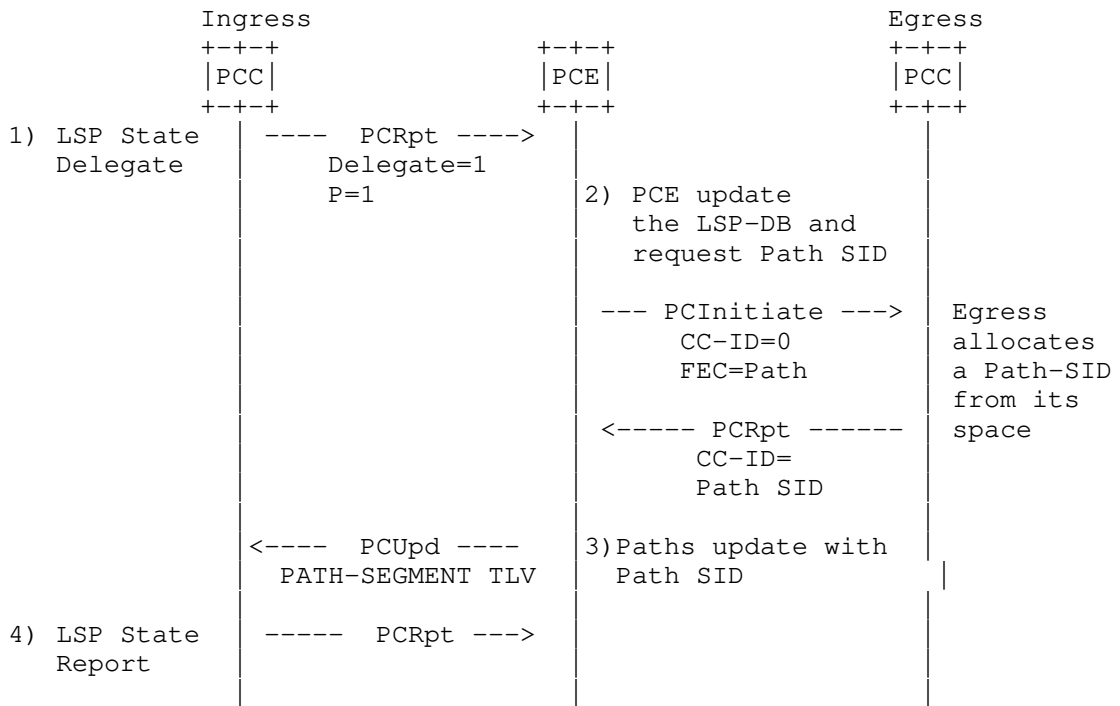 Ingress Egress
+-+-+ +-+-+ +-+-+
|PCC| |PCE| |PCC|
+-+-+ +-+-+ +-+-+
1) LSP State | ---- PCRpt ----> | |
Delegate | Delegate=1 | |
| P=1 |2) PCE update |
| | the LSP-DB and |
| | request Path SID |
| | |
| | --- PCInitiate ---> | Egress
| | CC-ID=0 | allocates
| | FEC=Path | a Path-SID
| | | from its
| | <----- PCRpt ------ | space
| | CC-ID= |
| | Path SID |
| | |
|<---- PCUpd ---- |3)Paths update with |
| PATH-SEGMENT TLV | Path SID |
| | |
4) LSP State | ----- PCRpt ---> | |
Report | | |
| | |